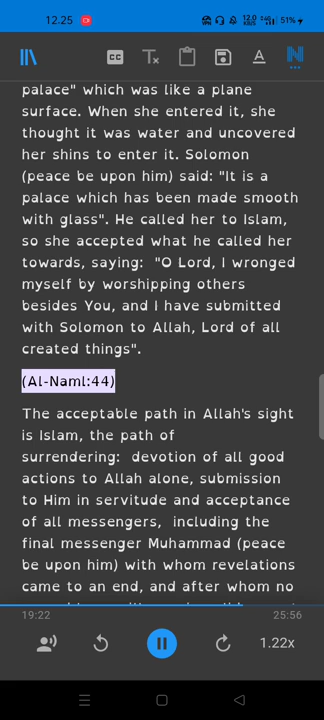 12.25
12.0
KB/S
51%
CC
T×
A
N
palace" which was like a plane
surface. When she entered it, she
thought it was water and uncovered
her shins to enter it. Solomon
(peace be upon him) said: "It is a
palace which has been made smooth
with glass". He called her to Islam,
so she accepted what he called her
towards, saying: "O Lord, I wronged
myself by worshipping others
besides You, and I have submitted
with Solomon to Allah, Lord of all
created things".
(Al-Naml:44)
The acceptable path in Allah's sight
is Islam, the path of
surrendering: devotion of all good
actions to Allah alone, submission
to Him in servitude and acceptance
of all messengers, including the
final messenger Muhammad (peace
be upon him) with whom revelations
came to an end, and after whom no
19:22
25:56
1.22x